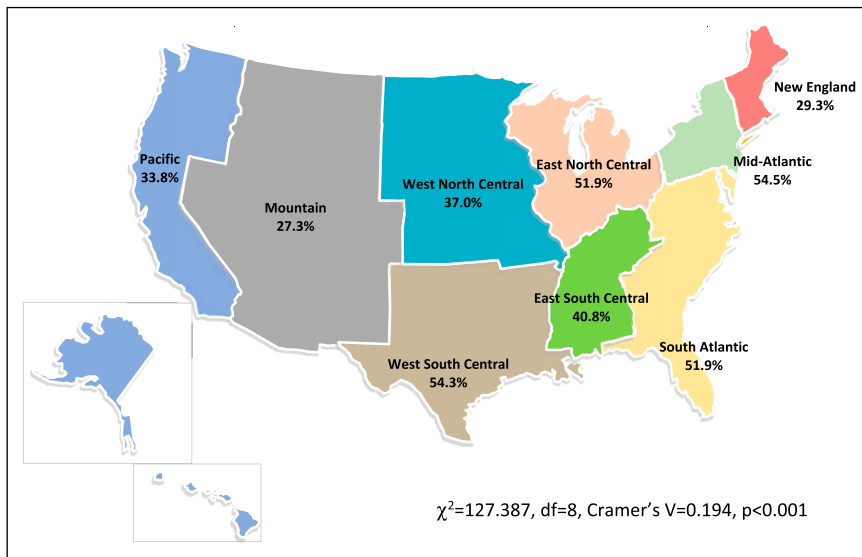 New England
29.3%
Pacific
33.8%
Mid-Atlantic
54.5%
East North Central
51.9%
West North Central
37.0%
Mountain
27.3%
East South Central
40.8%
South Atlantic
51.9%
West South Central
54.3%
χ²=127.387, df=8, Cramer’s V=0.194, p<0.001